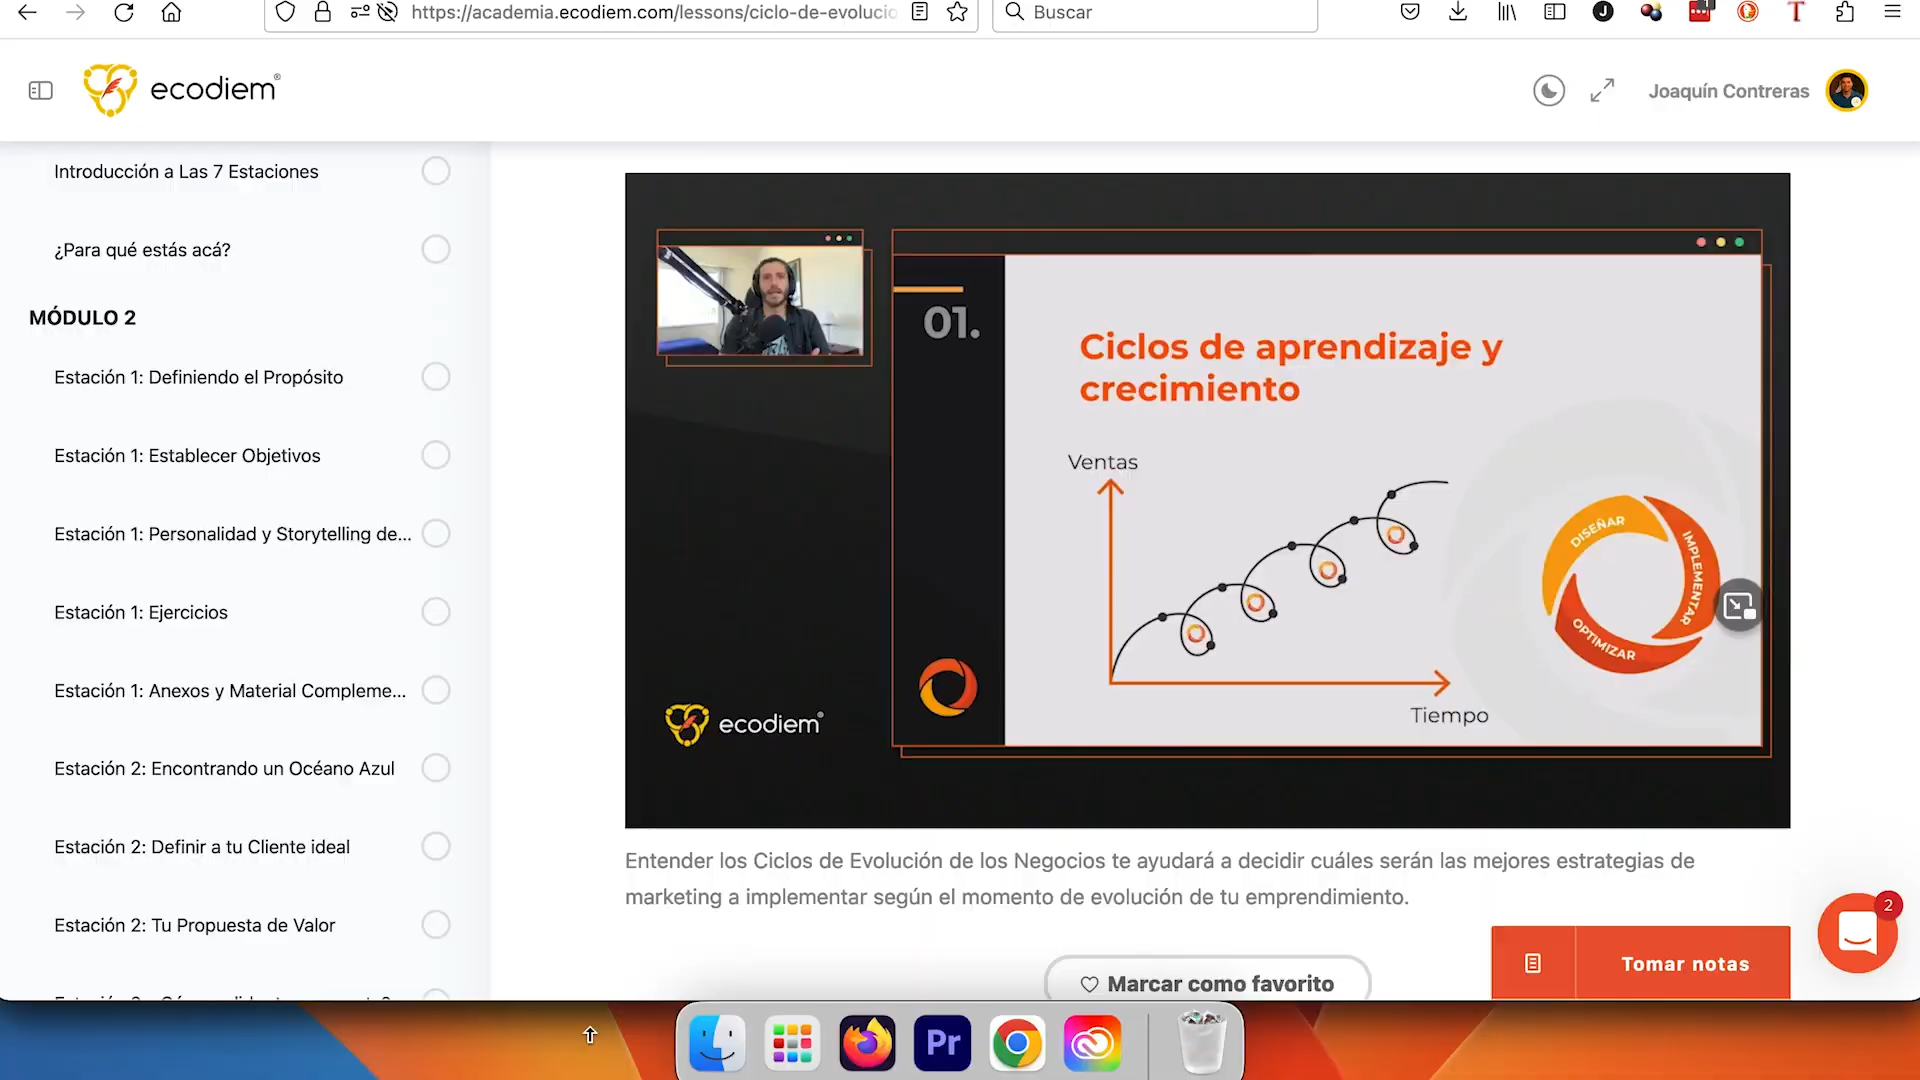 https://academia.ecodiem.com/lessons/ciclo-de-evolucio
Buscar
1
ecodiem®
Joaquín Contreras
Introducción a Las 7 Estaciones
¿Para qué estás acá?
MÓDULO 2
Estación 1: Definiendo el Propósito
Estación 1: Establecer Objetivos
Estación 1: Personalidad y Storytelling de...
Estación 1: Ejercicios
Estación 1: Anexos y Material Compleme...
Estación 2: Encontrando un Océano Azul
Estación 2: Definir a tu Cliente ideal
Estación 2: Tu Propuesta de Valor
01.
Ciclos de aprendizaje y
crecimiento
Ventas
Tiempo
DISEÑAR
IMPLEMENTAR
OPTIMIZAR
ecodiem®
Entender los Ciclos de Evolución de los Negocios te ayudará a decidir cuáles serán las mejores estrategias de
marketing a implementar según el momento de evolución de tu emprendimiento.
Marcar como favorito
Tomar notas
2
Pr